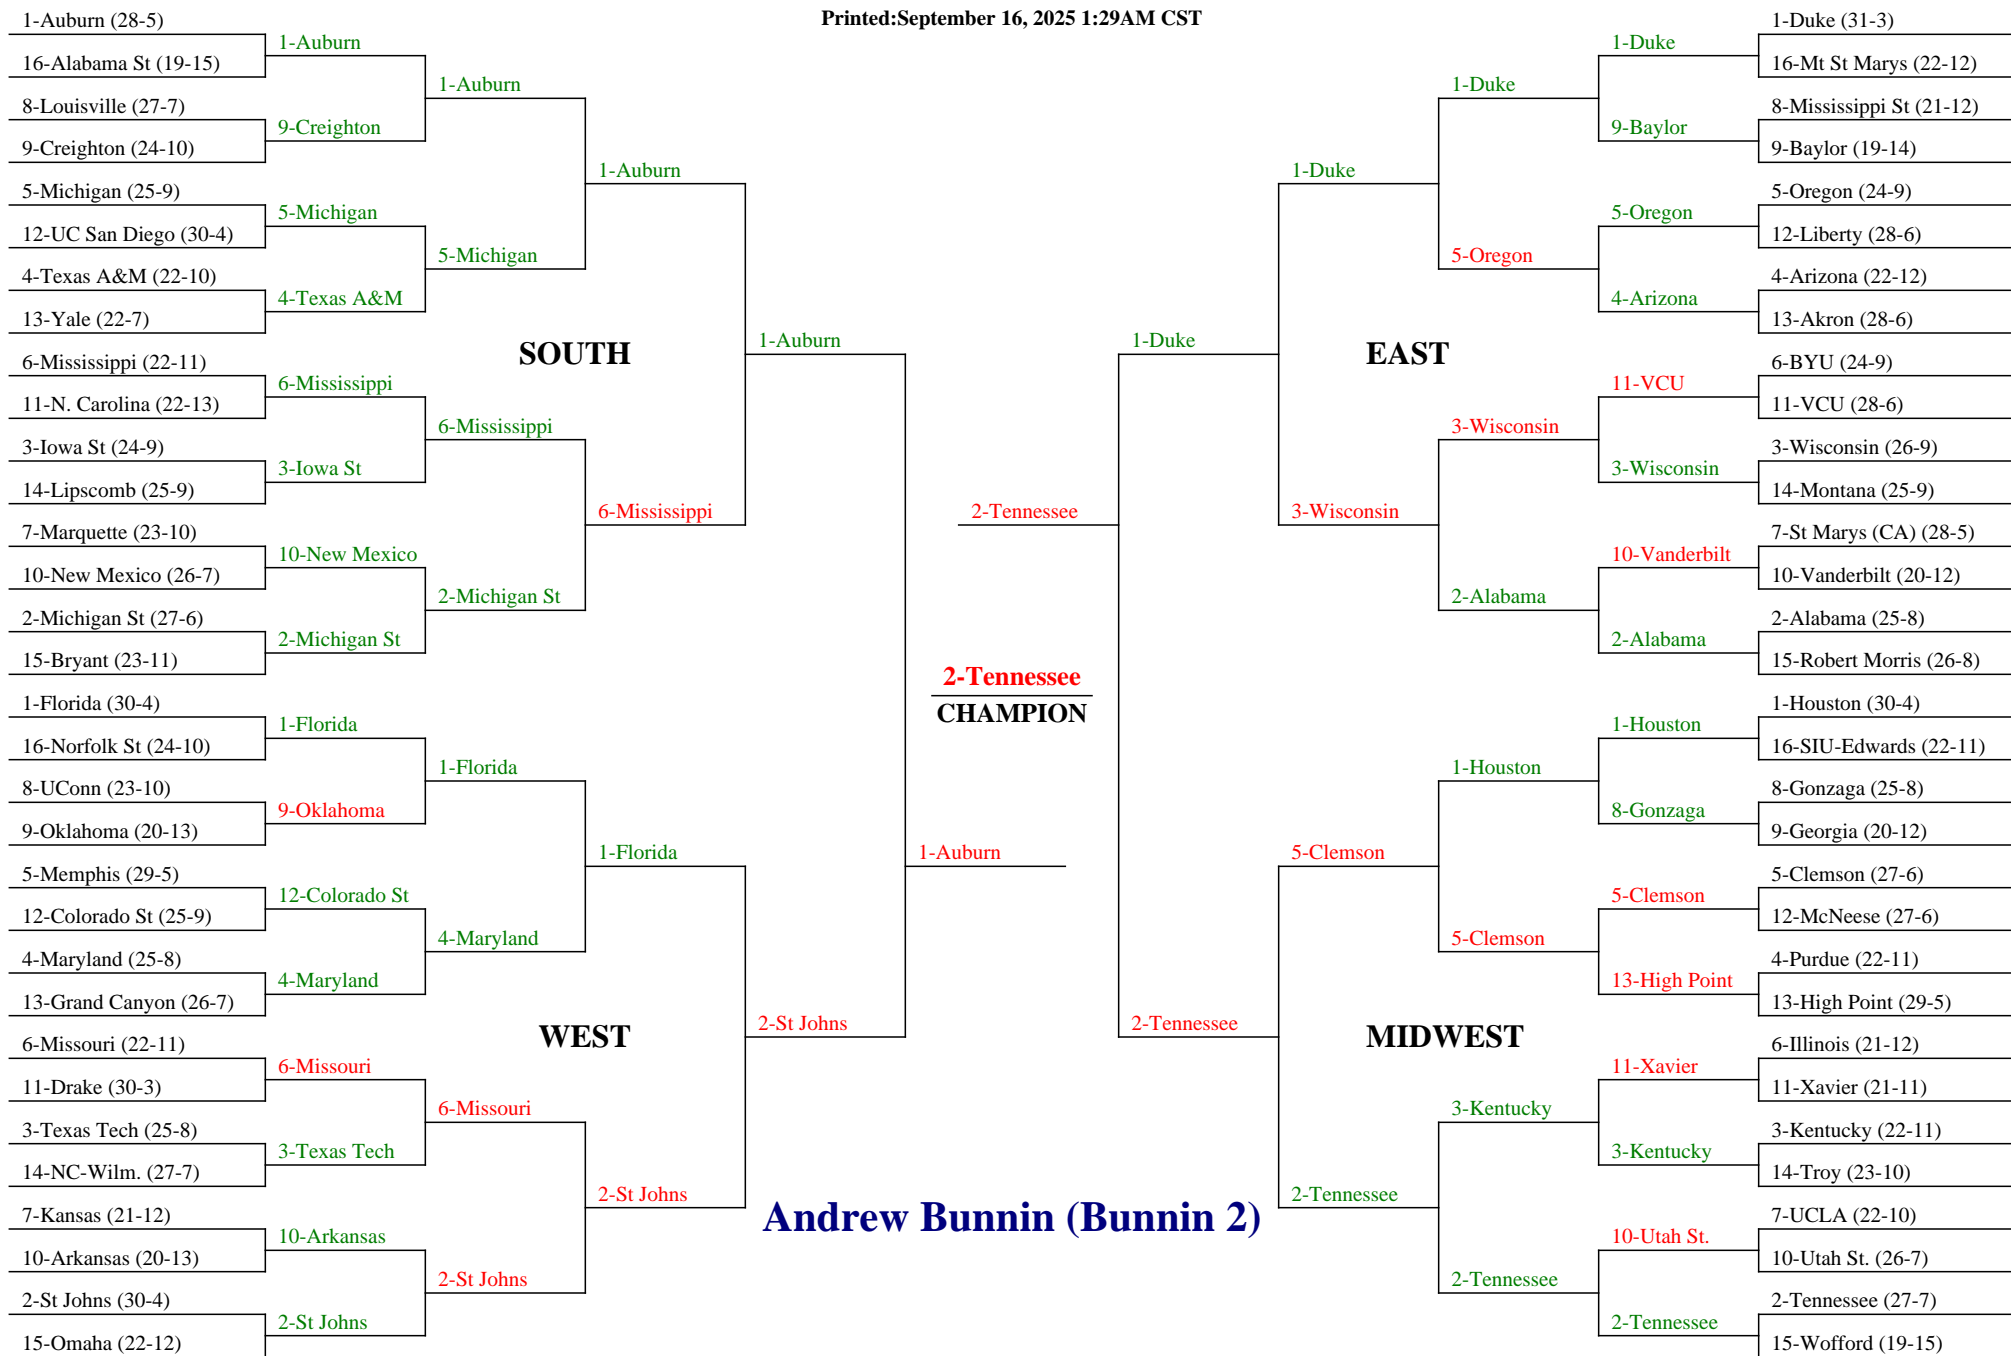 Printed:September 16, 2025 1:29AM CST
1-Auburn (28-5)
16-Alabama St (19-15)
8-Louisville (27-7)
9-Creighton (24-10)
5-Michigan (25-9)
12-UC San Diego (30-4)
4-Texas A&M (22-10)
13-Yale (22-7)
6-Mississippi (22-11)
11-N. Carolina (22-13)
3-Iowa St (24-9)
14-Lipscomb (25-9)
7-Marquette (23-10)
10-New Mexico (26-7)
2-Michigan St (27-6)
15-Bryant (23-11)
1-Florida (30-4)
16-Norfolk St (24-10)
8-UConn (23-10)
9-Oklahoma (20-13)
5-Memphis (29-5)
12-Colorado St (25-9)
4-Maryland (25-8)
13-Grand Canyon (26-7)
6-Missouri (22-11)
11-Drake (30-3)
3-Texas Tech (25-8)
14-NC-Wilm. (27-7)
7-Kansas (21-12)
10-Arkansas (20-13)
2-St Johns (30-4)
15-Omaha (22-12)
1-Auburn
9-Creighton
5-Michigan
4-Texas A&M
6-Mississippi
3-Iowa St
10-New Mexico
2-Michigan St
1-Florida
9-Oklahoma
12-Colorado St
4-Maryland
6-Missouri
3-Texas Tech
10-Arkansas
2-St Johns
1-Auburn
5-Michigan
6-Mississippi
2-Michigan St
1-Florida
4-Maryland
6-Missouri
2-St Johns
1-Auburn
6-Mississippi
1-Florida
2-St Johns
SOUTH
WEST
1-Auburn
2-St Johns
1-Auburn
2-Tennessee
2-Tennessee
CHAMPION
Andrew Bunnin (Bunnin 2)
1-Duke
2-Tennessee
EAST
MIDWEST
1-Duke
3-Wisconsin
5-Clemson
2-Tennessee
1-Duke
5-Oregon
3-Wisconsin
2-Alabama
1-Houston
5-Clemson
3-Kentucky
2-Tennessee
1-Duke
9-Baylor
5-Oregon
4-Arizona
11-VCU
3-Wisconsin
10-Vanderbilt
2-Alabama
1-Houston
8-Gonzaga
5-Clemson
13-High Point
11-Xavier
3-Kentucky
10-Utah St.
2-Tennessee
1-Duke (31-3)
16-Mt St Marys (22-12)
8-Mississippi St (21-12)
9-Baylor (19-14)
5-Oregon (24-9)
12-Liberty (28-6)
4-Arizona (22-12)
13-Akron (28-6)
6-BYU (24-9)
11-VCU (28-6)
3-Wisconsin (26-9)
14-Montana (25-9)
7-St Marys (CA) (28-5)
10-Vanderbilt (20-12)
2-Alabama (25-8)
15-Robert Morris (26-8)
1-Houston (30-4)
16-SIU-Edwards (22-11)
8-Gonzaga (25-8)
9-Georgia (20-12)
5-Clemson (27-6)
12-McNeese (27-6)
4-Purdue (22-11)
13-High Point (29-5)
6-Illinois (21-12)
11-Xavier (21-11)
3-Kentucky (22-11)
14-Troy (23-10)
7-UCLA (22-10)
10-Utah St. (26-7)
2-Tennessee (27-7)
15-Wofford (19-15)